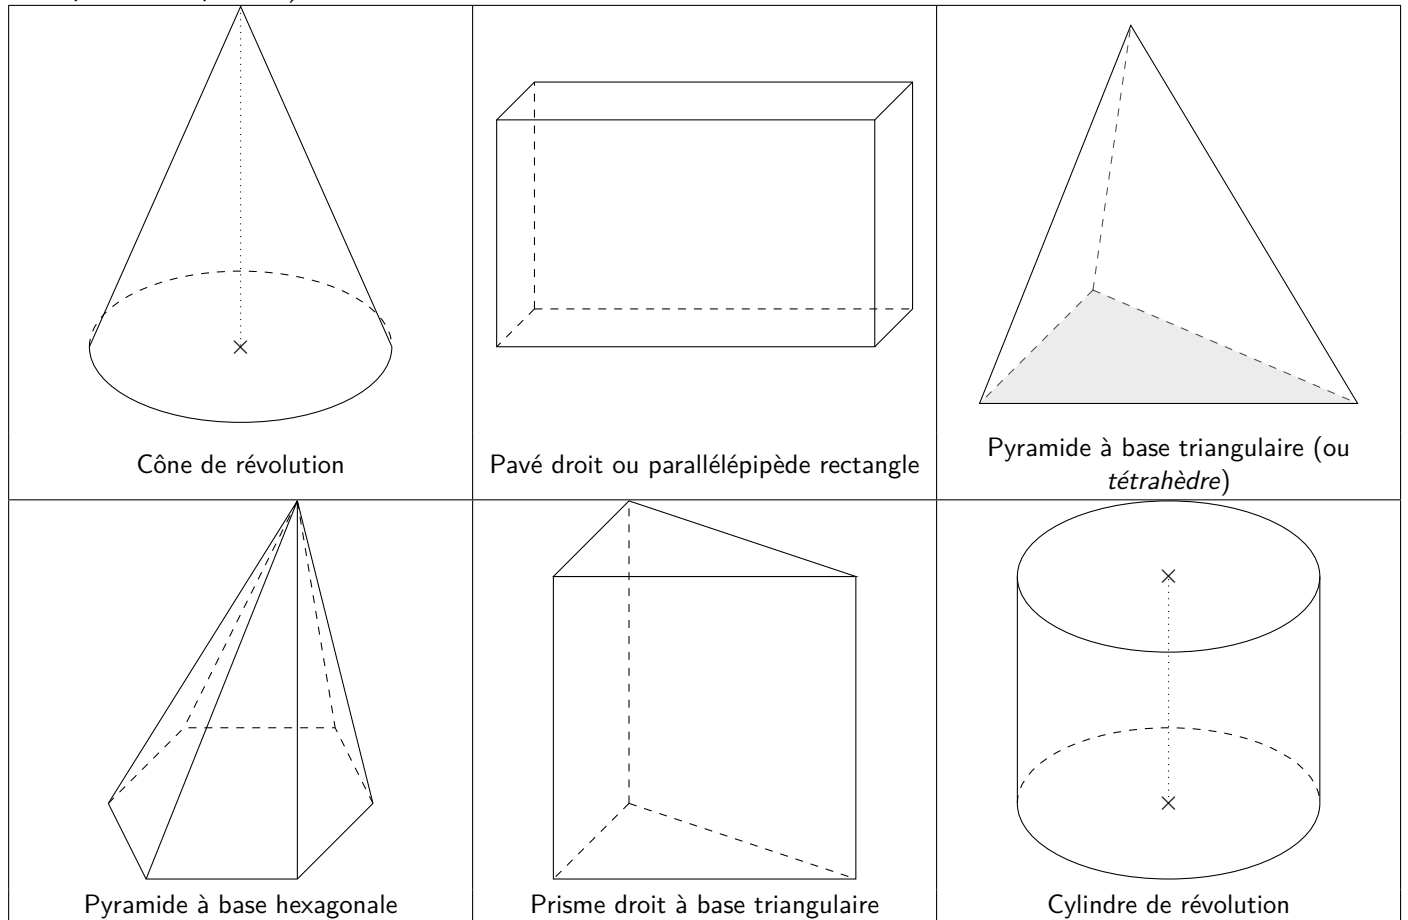 Cône de révolution
Pavé droit ou parallélépipède rectangle
Pyramide à base triangulaire (ou
tétrahèdre)
Pyramide à base hexagonale
Prisme droit à base triangulaire
Cylindre de révolution